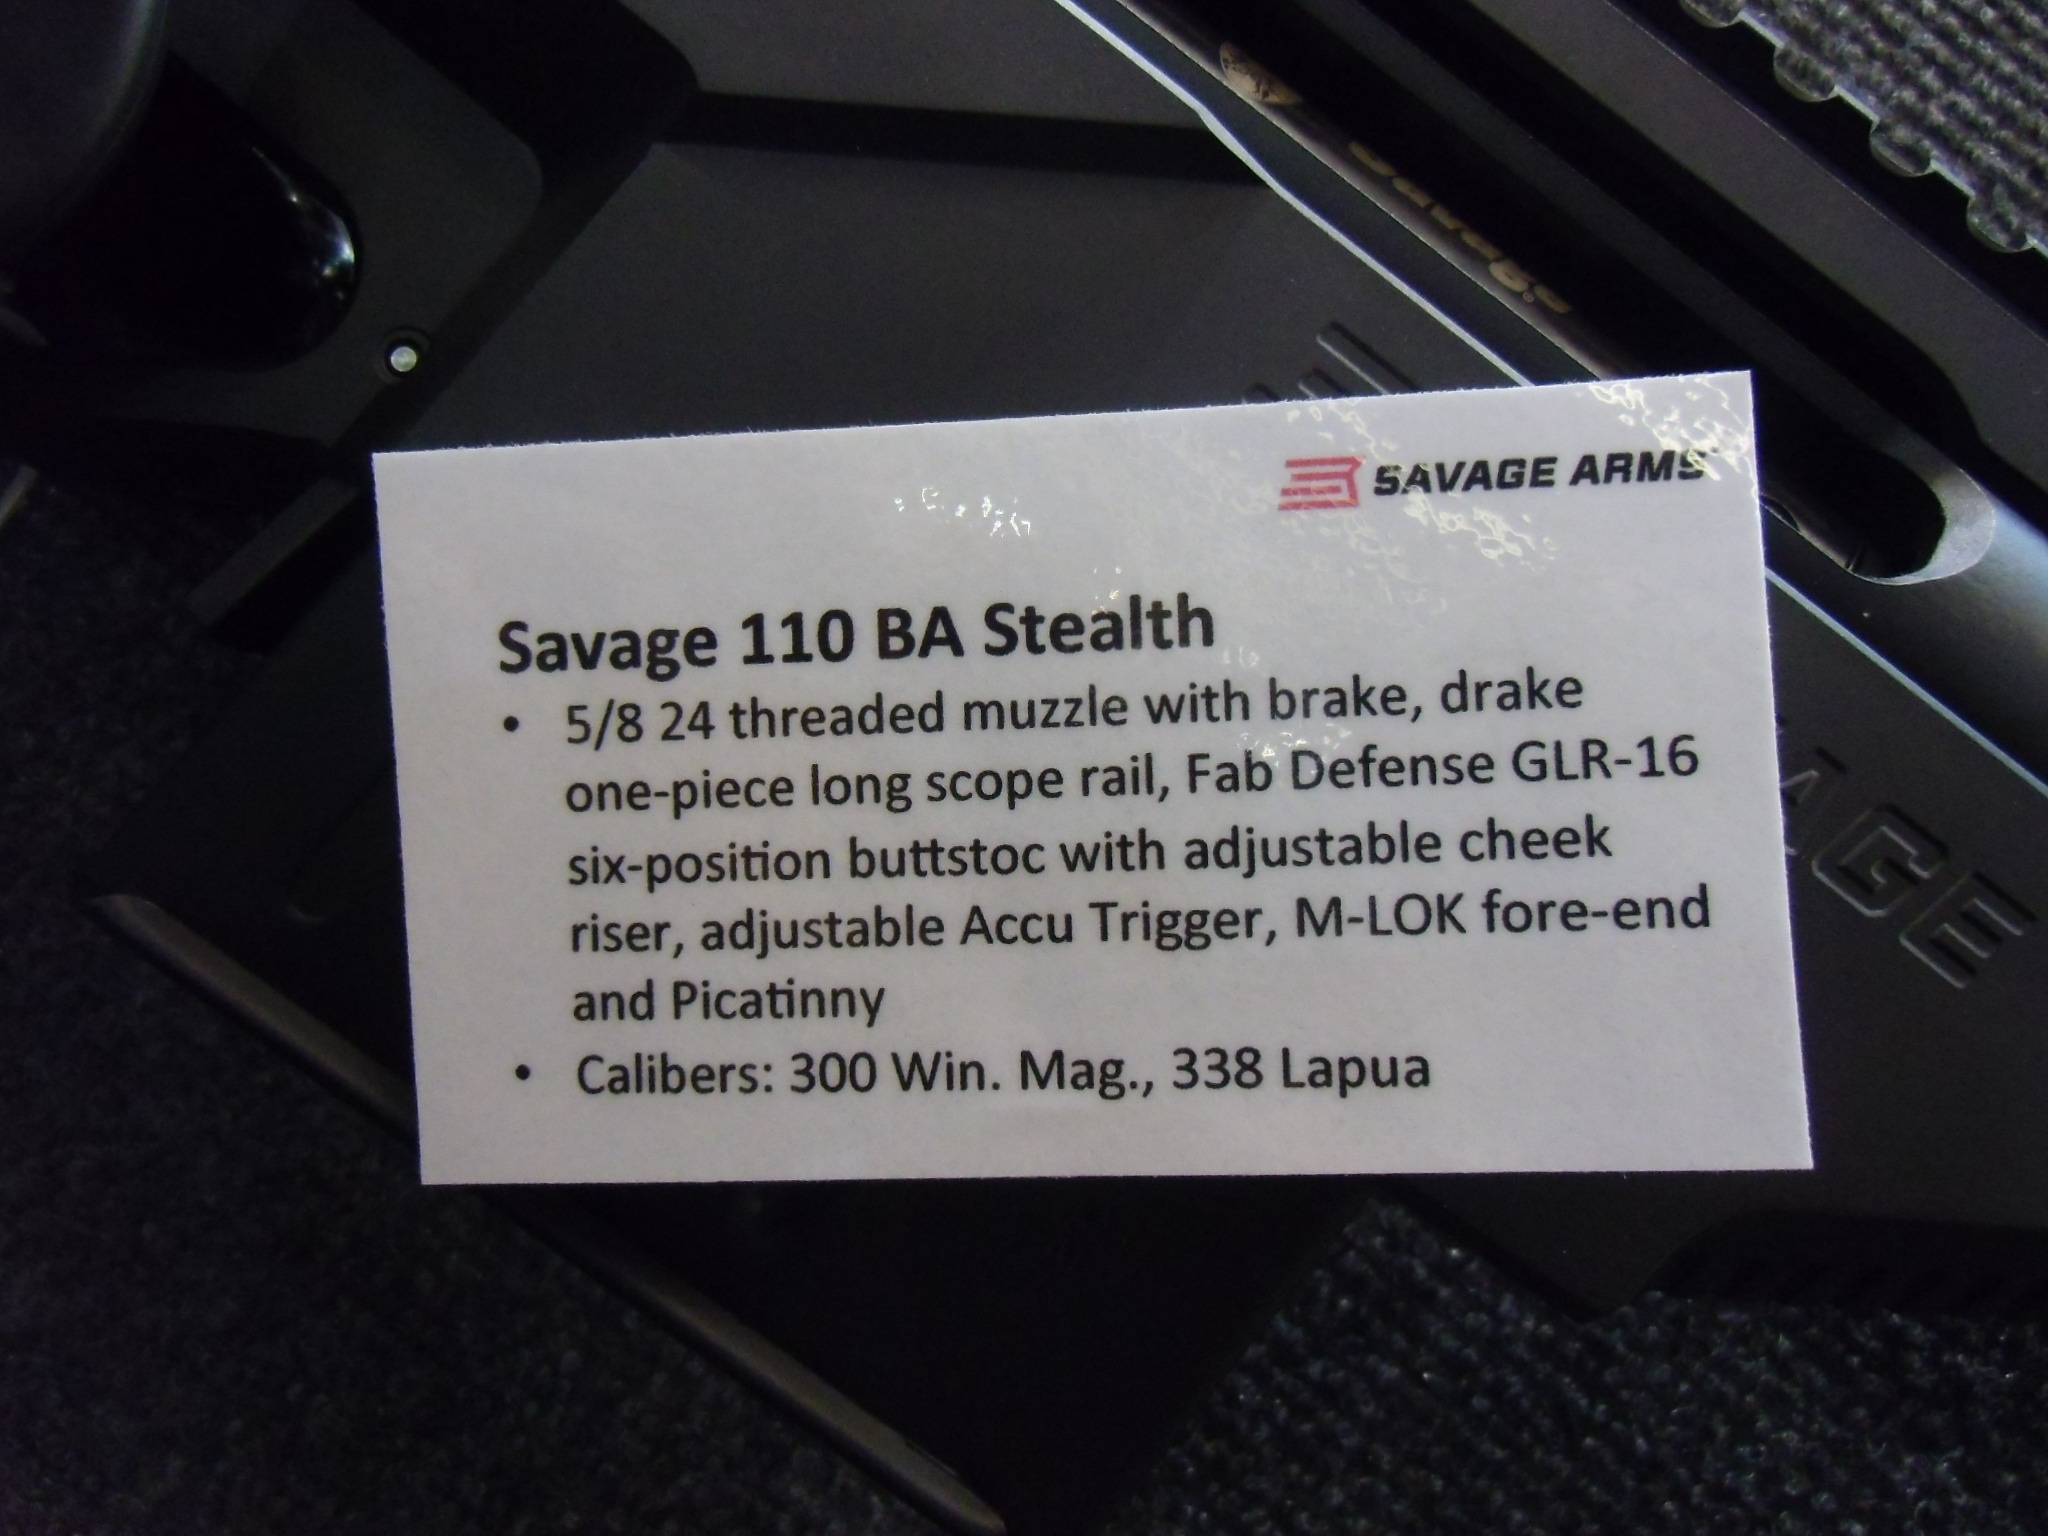 Savage®
SAVAGE ARMS
Savage 110 BA Stealth
• 5/8 24 threaded muzzle with brake, drake
one-piece long scope rail, Fab Defense GLR-16
six-position buttstoc with adjustable cheek
riser, adjustable Accu Trigger, M-LOK fore-end
and Picatinny
• Calibers: 300 Win. Mag., 338 Lapua
AGE